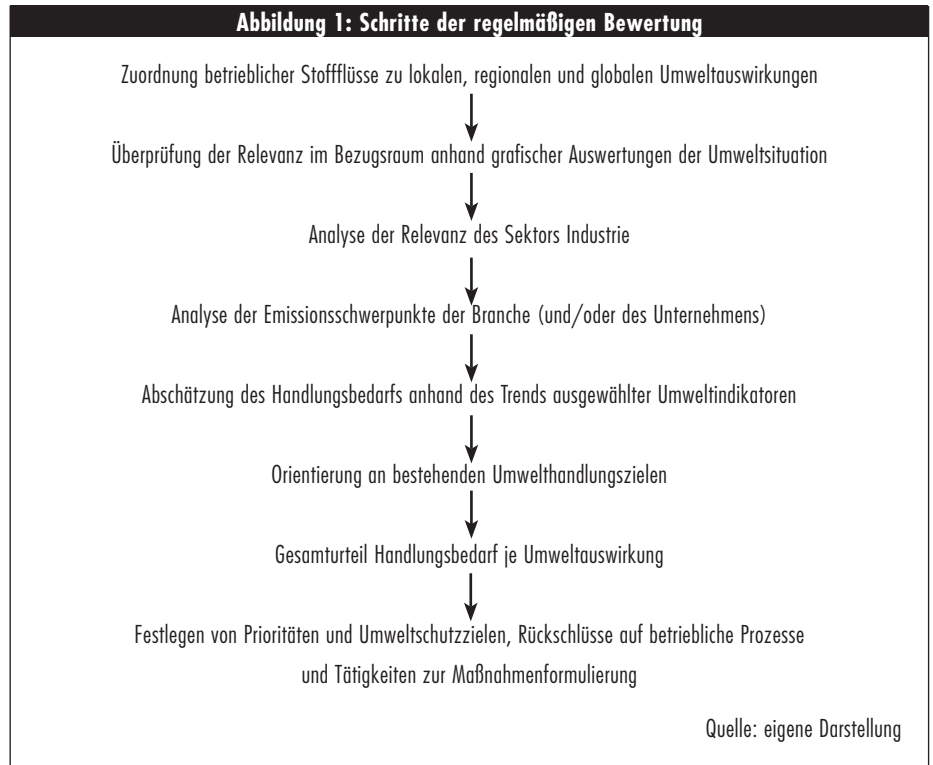 Abbildung 1: Schritte der regelmäßigen Bewertung
Zuordnung betrieblicher Stoffflüsse zu lokalen, regionalen und globalen Umweltauswirkungen
Überprüfung der Relevanz im Bezugsraum anhand grafischer Auswertungen der Umweltsituation
Analyse der Relevanz des Sektors Industrie
Analyse der Emissionsschwerpunkte der Branche (und/oder des Unternehmens)
Abschätzung des Handlungsbedarfs anhand des Trends ausgewählter Umweltindikatoren
Orientierung an bestehenden Umwelthandlungszielen
Gesamturteil Handlungsbedarf je Umweltauswirkung
Festlegen von Prioritäten und Umweltschutzzielen, Rückschlüsse auf betriebliche Prozesse
und Tätigkeiten zur Maßnahmenformulierung
Quelle: eigene Darstellung